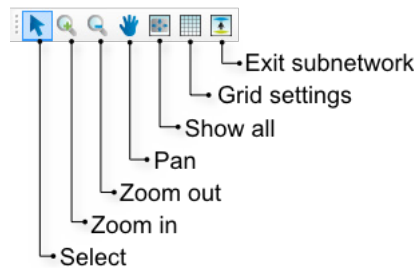 Exit subnetwork
Grid settings
Show all
Pan
Zoom out
Zoom in
Select